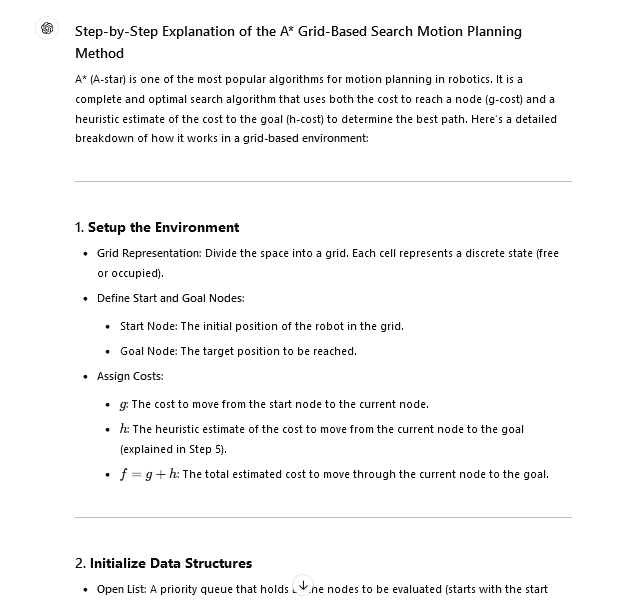 Step-by-Step Explanation of the A* Grid-Based Search Motion Planning
Method
A* (A-star) is one of the most popular algorithms for motion planning in robotics. It is a
complete and optimal search algorithm that uses both the cost to reach a node (g-cost) and a
heuristic estimate of the cost to the goal (h-cost) to determine the best path. Here's a detailed
breakdown of how it works in a grid-based environment:
1. Setup the Environment
• Grid Representation: Divide the space into a grid. Each cell represents a discrete state (free
or occupied).
• Define Start and Goal Nodes:
• Start Node: The initial position of the robot in the grid.
• Goal Node: The target position to be reached.
• Assign Costs:
• g: The cost to move from the start node to the current node.
• h: The heuristic estimate of the cost to move from the current node to the goal
(explained in Step 5).
• f = g + h: The total estimated cost to move through the current node to the goal.
2. Initialize Data Structures
• Open List: A priority queue that holds nodes to be evaluated (starts with the start